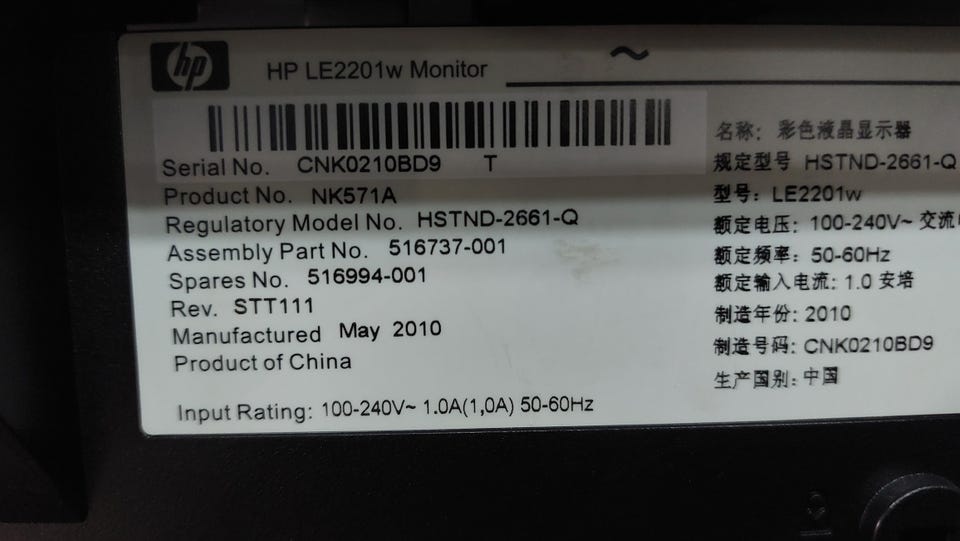 hp
HP LE2201w Monitor
~
Serial No. CNK0210BD9 T
Product No. NK571A
Regulatory Model No. HSTND-2661-Q
Assembly Part No. 516737-001
Spares No. 516994-001
Rev. STT111
Manufactured May 2010
Product of China
Input Rating: 100-240V~ 1.0A(1,0A) 50-60Hz
名称: 彩色液晶显示器
规定型号 HSTND-2661-Q
型号: LE2201w
额定电压: 100-240V~ 交流
额定频率: 50-60Hz
额定输入电流: 1.0 安培
制造年份: 2010
制造号码: CNK0210BD9
生产国别: 中国